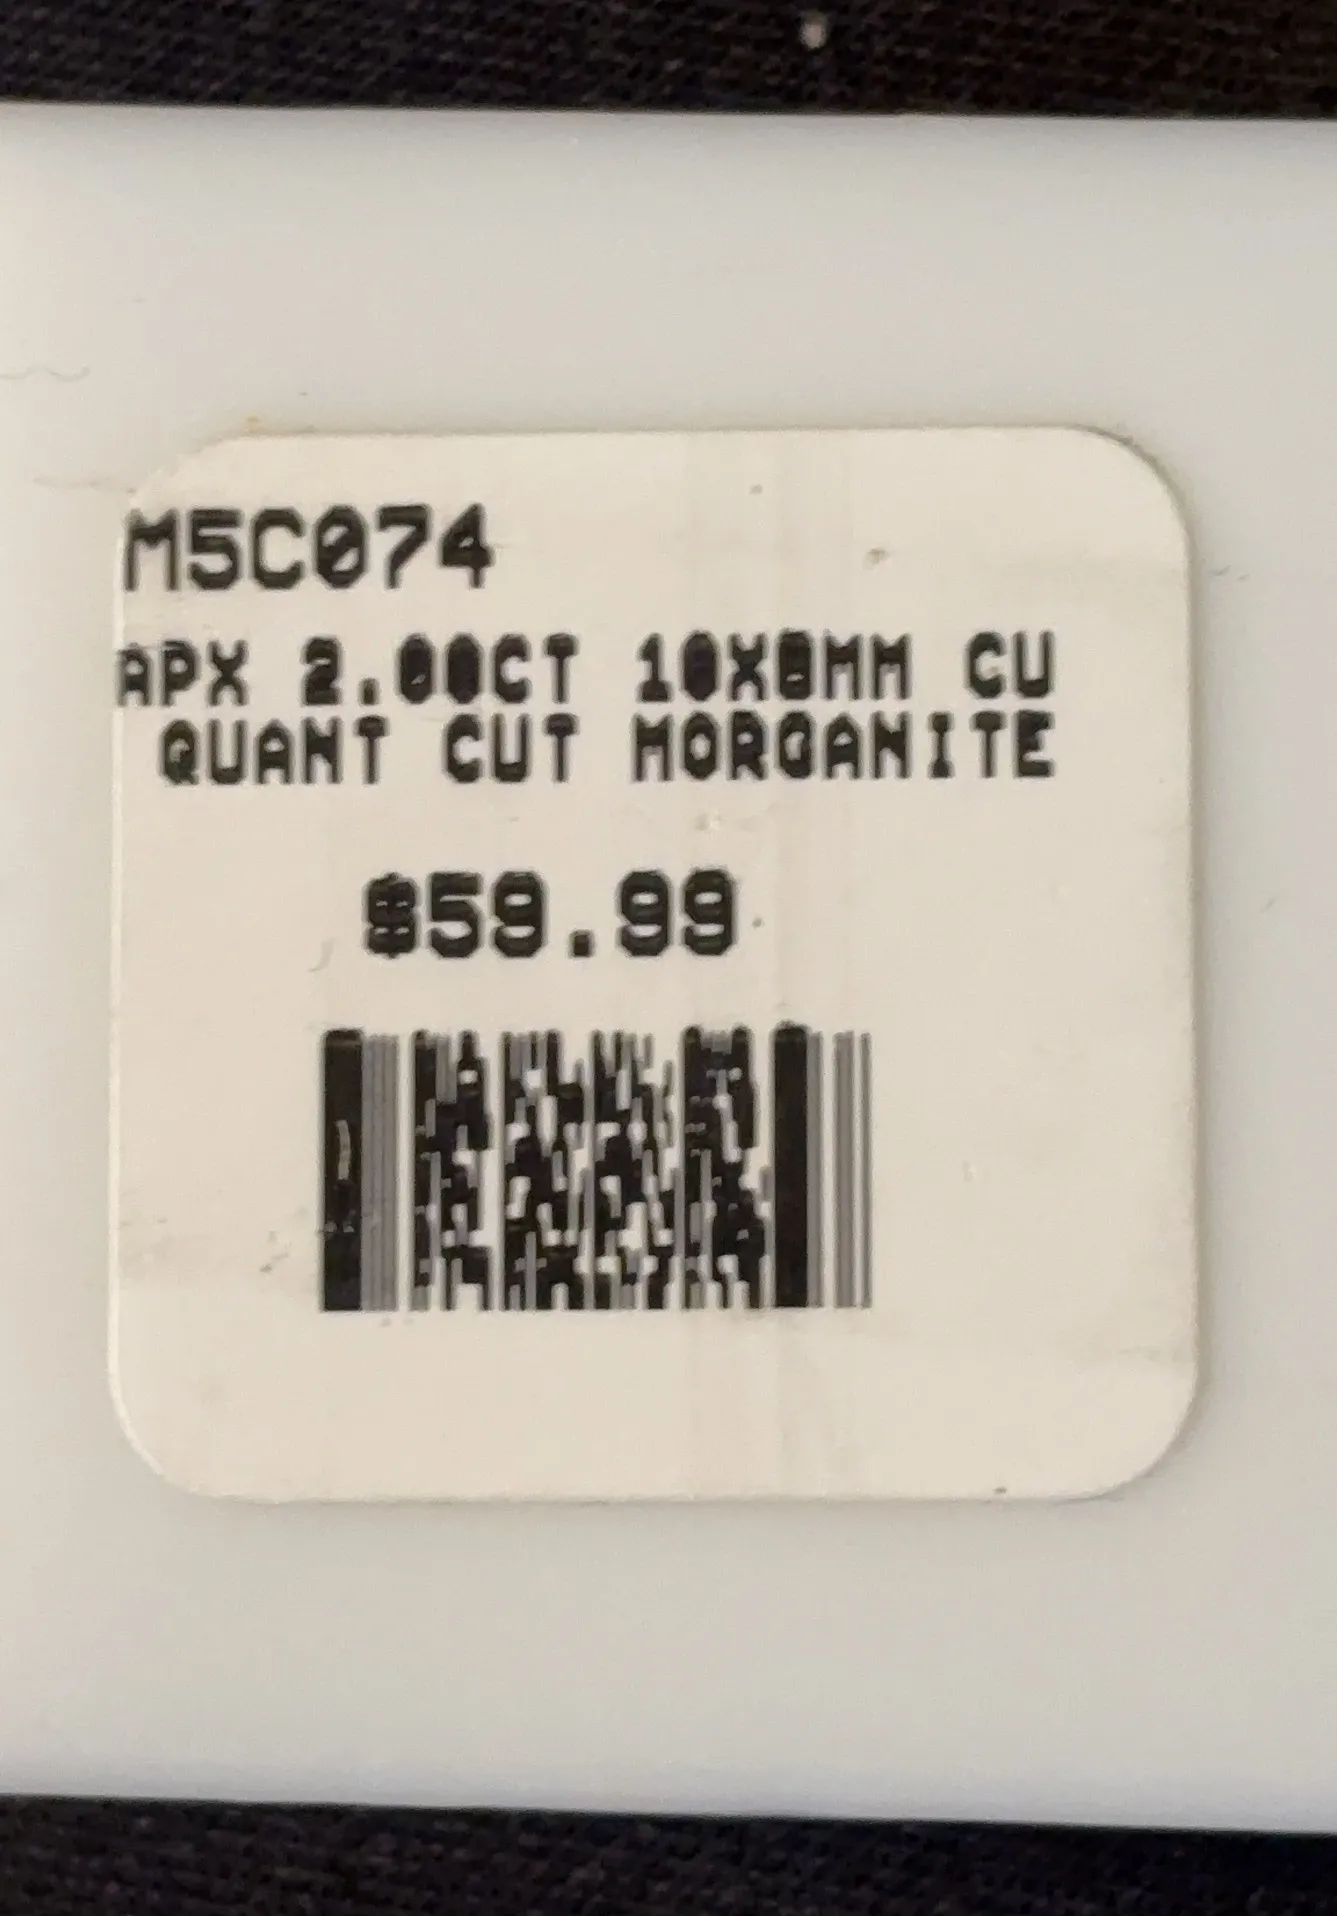 M5C074
APX 2.00CT 10X8MM CU
QUANT CUT MORGANITE
$59.99